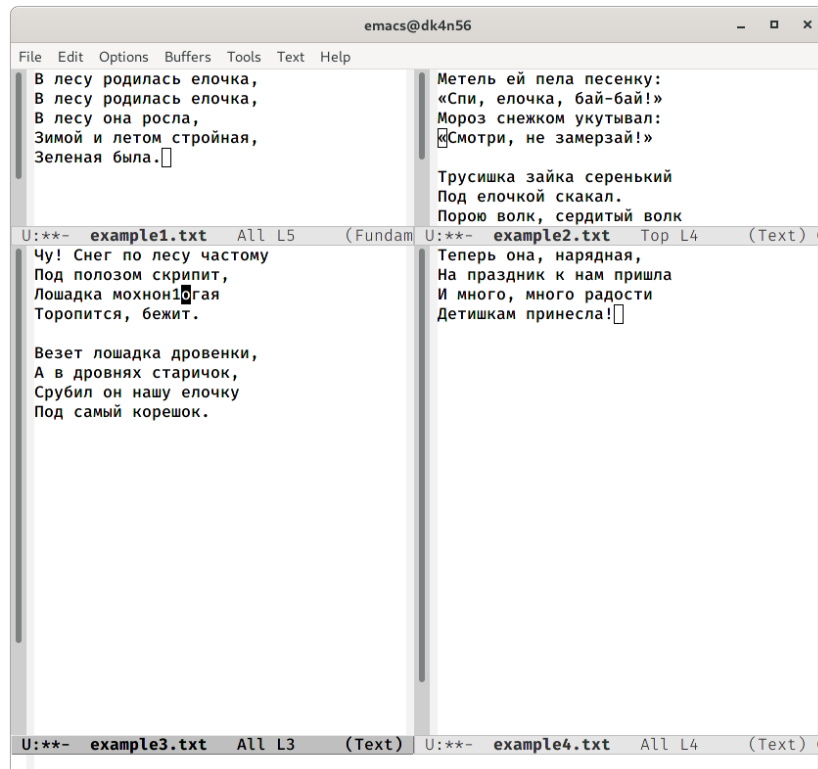 emacs@dk4n56
File Edit Options Buffers Tools Text Help
В лесу родилась елочка,
В лесу родилась елочка,
В лесу она росла,
Зимой и летом стройная,
Зеленая была.
U:**- example1.txt All L5 (Fundam
Метель ей пела песенку:
«Спи, елочка, бай-бай!»
Мороз снежком укутывал:
«Смотри, не замерзай!»
Трусишка зайка серенький
Под елочкой скакал.
Порою волк, сердитый волк
U:**- example2.txt Top L4 (Text)
Чу! Снег по лесу частому
Под полозом скрипит,
Лошадка мохнон1огая
Торопится, бежит.
Везет лошадка дровенки,
А в дровнях старичок,
Срубил он нашу елочку
Под самый корешок.
U:**- example3.txt All L3 (Text)
Теперь она, нарядная,
На праздник к нам пришла
И много, много радости
Детишкам принесла!
U:**- example4.txt All L4 (Text)